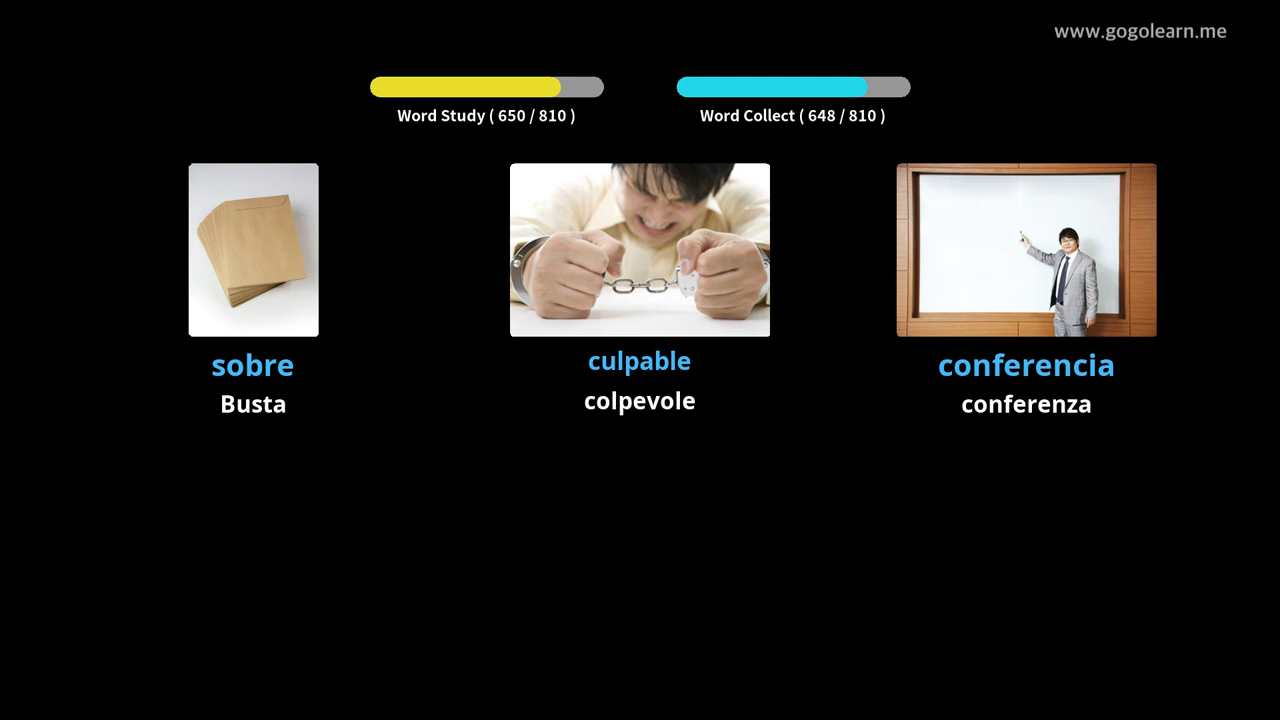 www.gogolearn.me
Word Study ( 650 / 810 )
Word Collect ( 648 / 810 )
sobre
Busta
culpable
colpevole
conferencia
conferenza